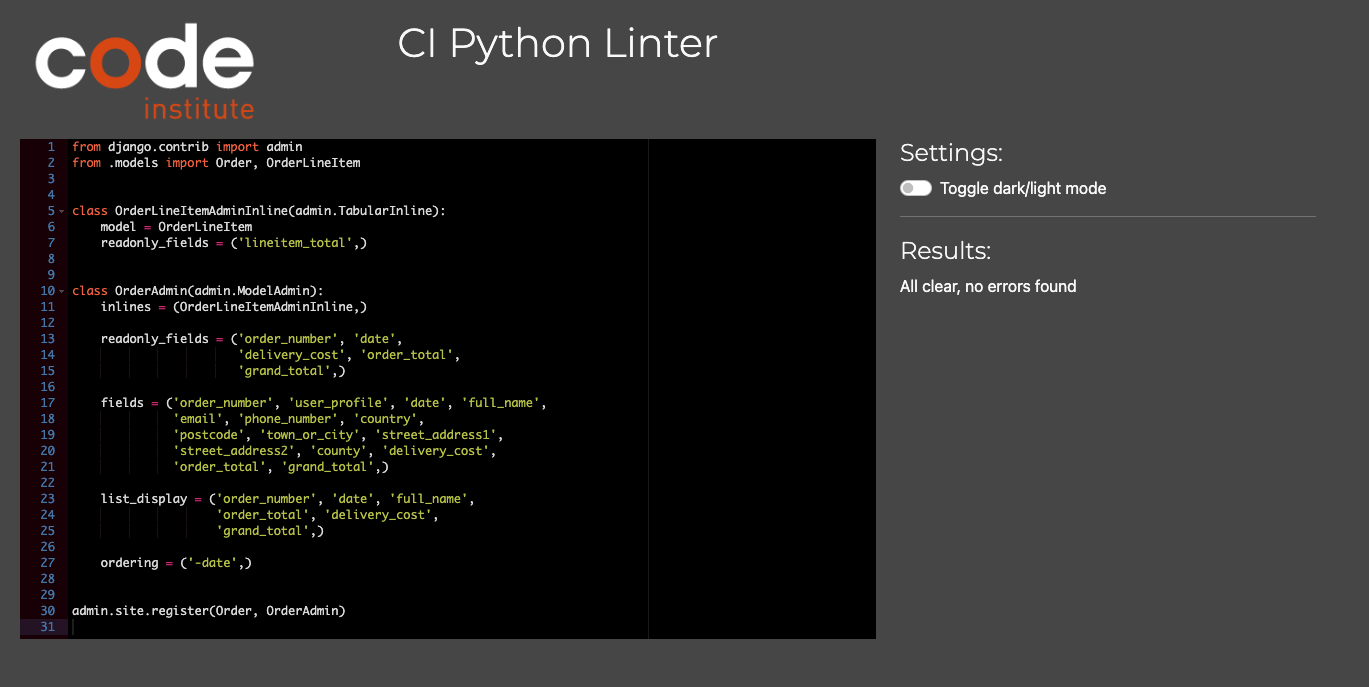 code
institute
CI Python Linter
1 from django.contrib import admin
2 from .models import Order, OrderLineItem
3
4
5 class OrderLineItemAdminInline(admin.TabularInline):
6     model = OrderLineItem
7     readonly_fields = ('lineitem_total',)
8
9
10 class OrderAdmin(admin.ModelAdmin):
11     inlines = (OrderLineItemAdminInline,)
12
13     readonly_fields = ('order_number', 'date',
14                        'delivery_cost', 'order_total',
15                        'grand_total',)
16
17     fields = ('order_number', 'user_profile', 'date', 'full_name',
18               'email', 'phone_number', 'country',
19               'postcode', 'town_or_city', 'street_address1',
20               'street_address2', 'county', 'delivery_cost',
21               'order_total', 'grand_total',)
22
23     list_display = ('order_number', 'date', 'full_name',
24                     'order_total', 'delivery_cost',
25                     'grand_total',)
26
27     ordering = ('-date',)
28
29
30 admin.site.register(Order, OrderAdmin)
31
Settings:
Toggle dark/light mode
Results:
All clear, no errors found